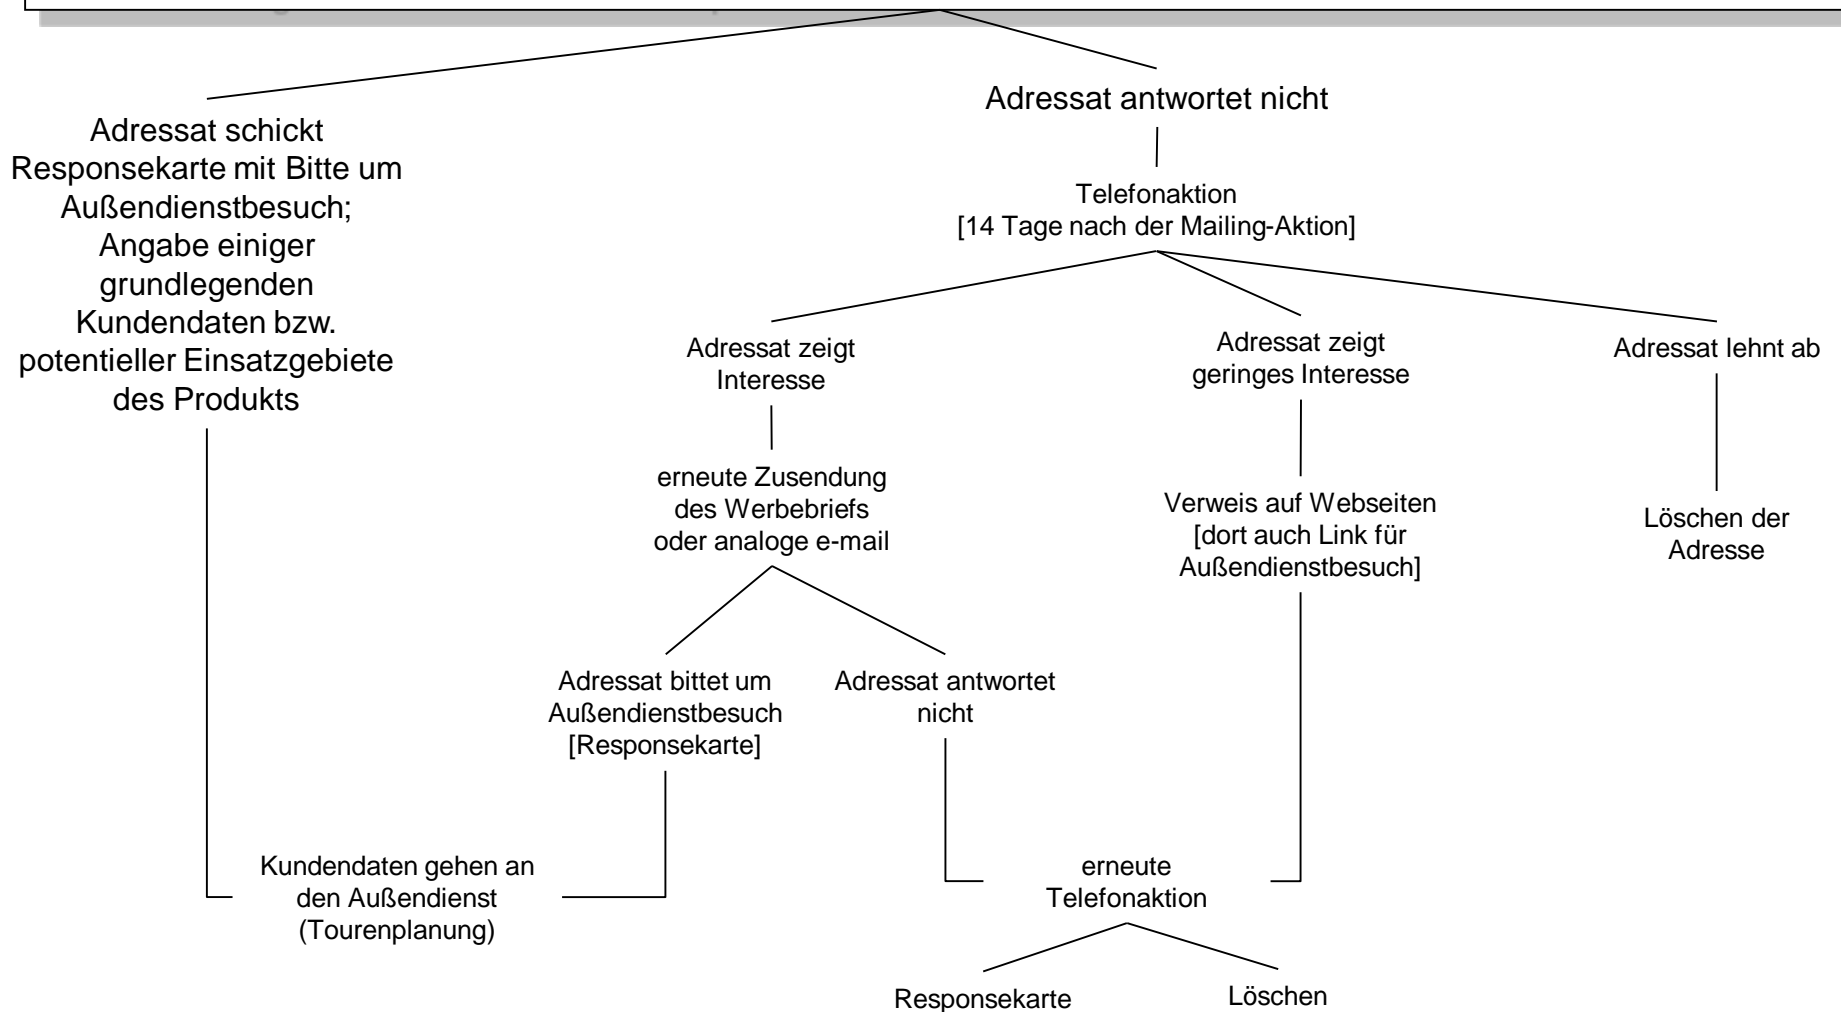 Adressat antwortet nicht
Adressat schickt
Responsekarte mit Bitte um
Außendienstbesuch;
Angabe einiger
grundlegenden
Kundendaten bzw.
potentieller Einsatzgebiete
des Produkts
Telefonaktion
[14 Tage nach der Mailing-Aktion]
Adressat zeigt
Interesse
Adressat zeigt
geringes Interesse
Adressat lehnt ab
erneute Zusendung
des Werbebriefs
oder analoge e-mail
Verweis auf Webseiten
[dort auch Link für
Außendienstbesuch]
Löschen der
Adresse
Adressat bittet um
Außendienstbesuch
[Responsekarte]
Adressat antwortet
nicht
Kundendaten gehen an
den Außendienst
(Tourenplanung)
erneute
Telefonaktion
Responsekarte
Löschen